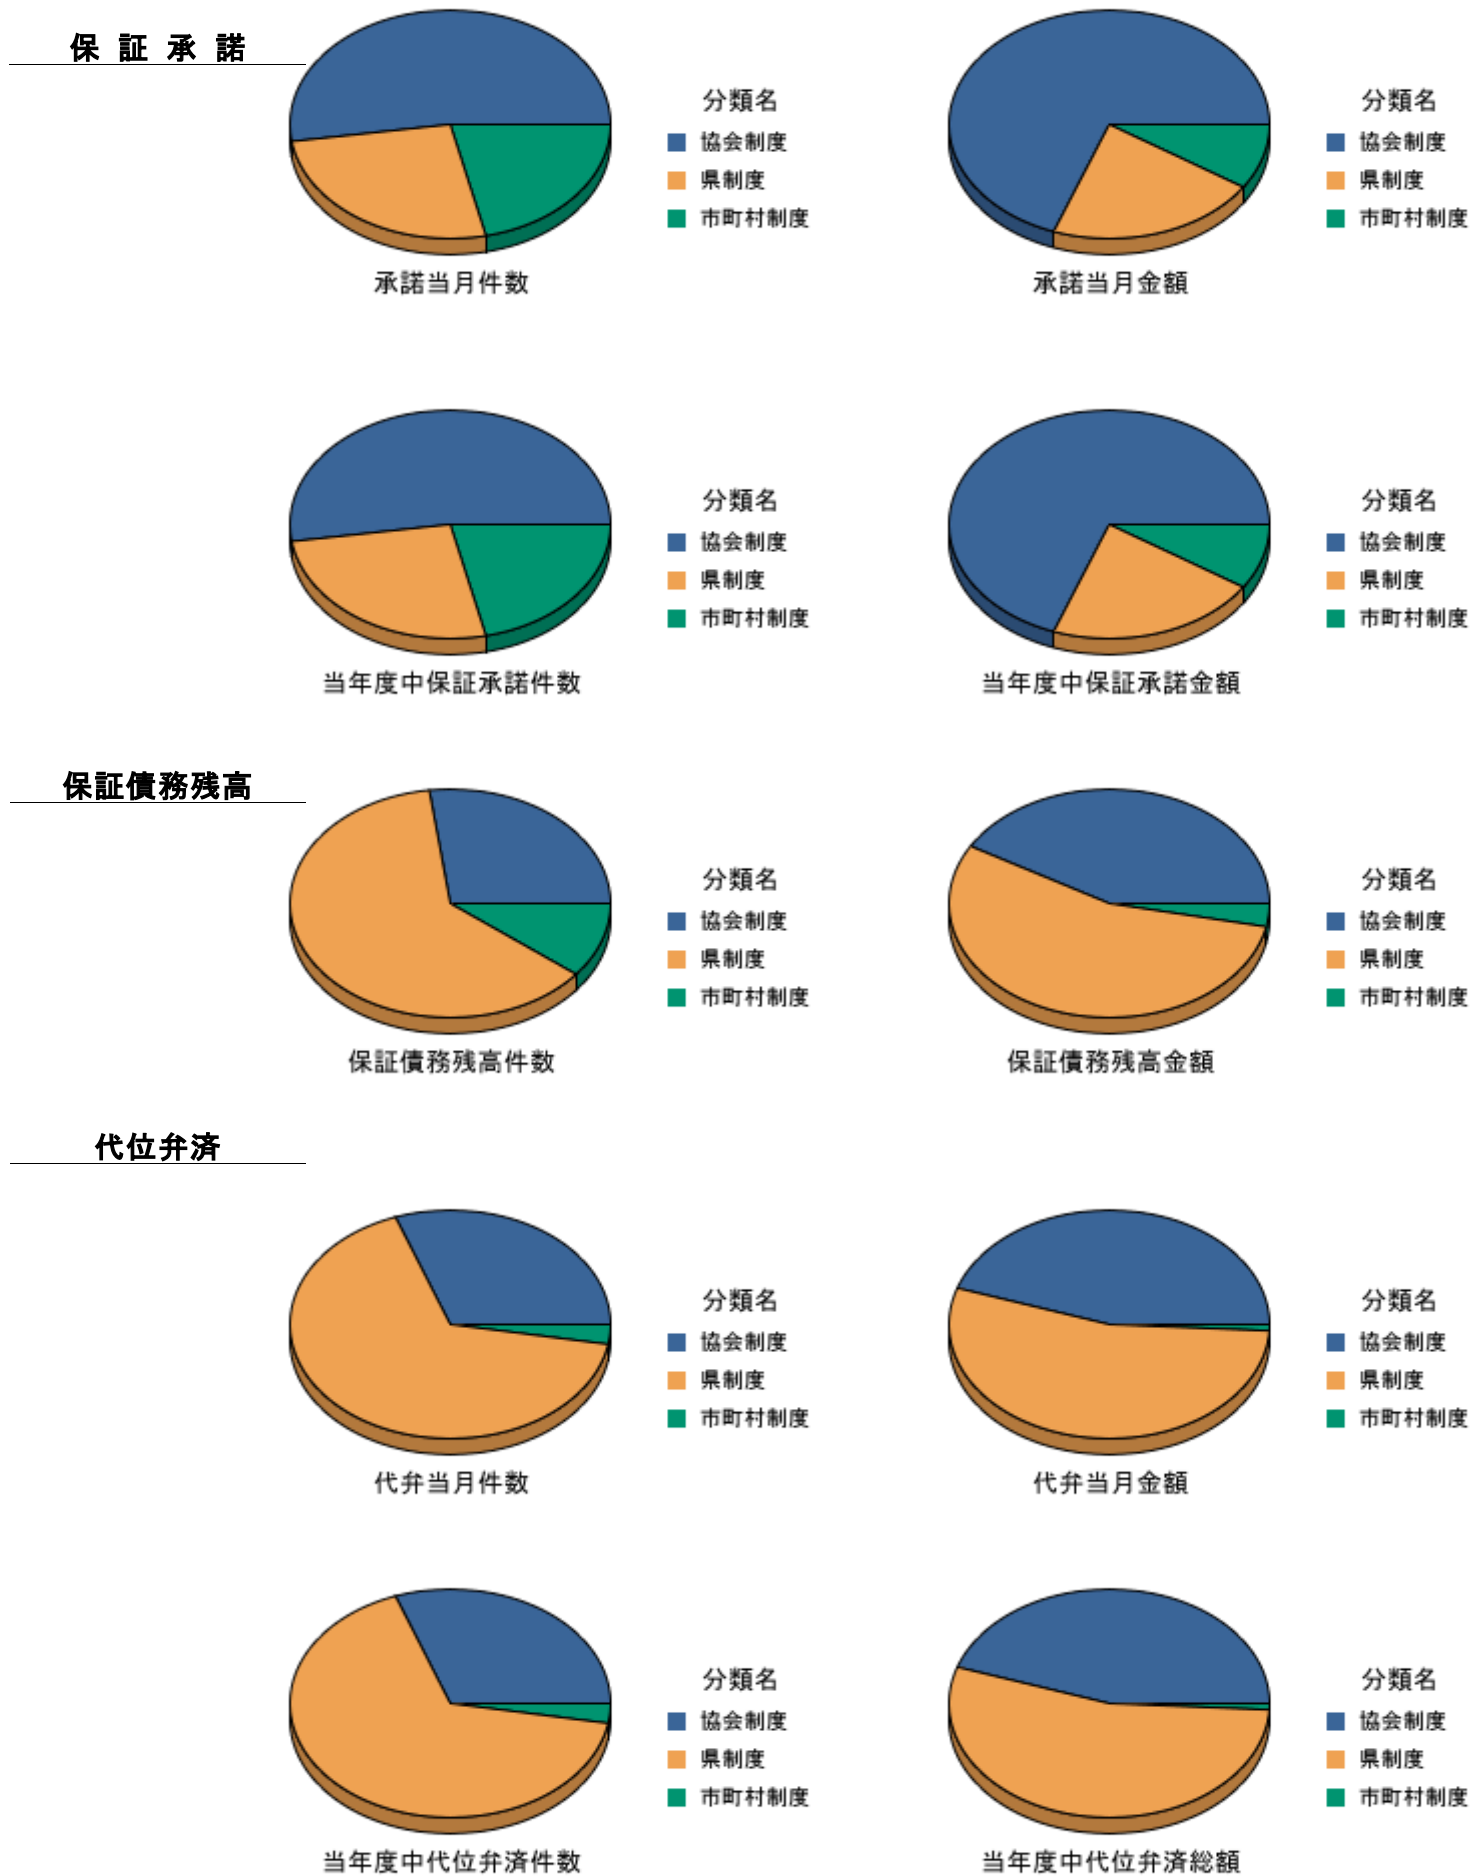 保 証 承 諾
分類名
協会制度
県制度
市町村制度
承諾当月件数
分類名
協会制度
県制度
市町村制度
承諾当月金額
分類名
協会制度
県制度
市町村制度
当年度中保証承諾件数
分類名
協会制度
県制度
市町村制度
当年度中保証承諾金額
保証債務残高
分類名
協会制度
県制度
市町村制度
保証債務残高件数
分類名
協会制度
県制度
市町村制度
保証債務残高金額
代位弁済
分類名
協会制度
県制度
市町村制度
代弁当月件数
分類名
協会制度
県制度
市町村制度
代弁当月金額
分類名
協会制度
県制度
市町村制度
当年度中代位弁済件数
分類名
協会制度
県制度
市町村制度
当年度中代位弁済総額